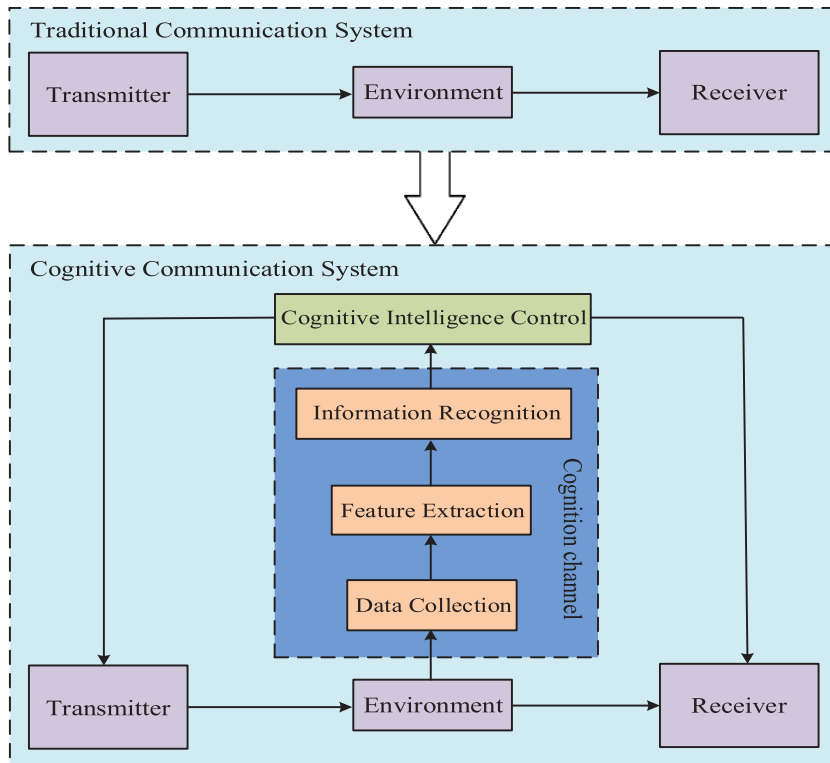 Traditional Communication System
Transmitter
Environment
Receiver
Cognitive Communication System
Cognitive Intelligence Control
Information Recognition
Feature Extraction
Data Collection
Cognition channel
Transmitter
Environment
Receiver